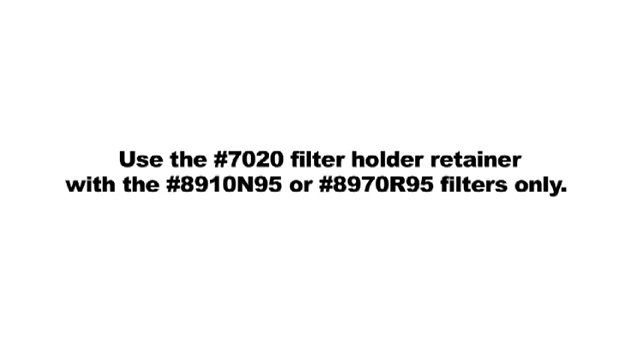 Use the #7020 filter holder retainer
with the #8910N95 or #8970R95 filters only.